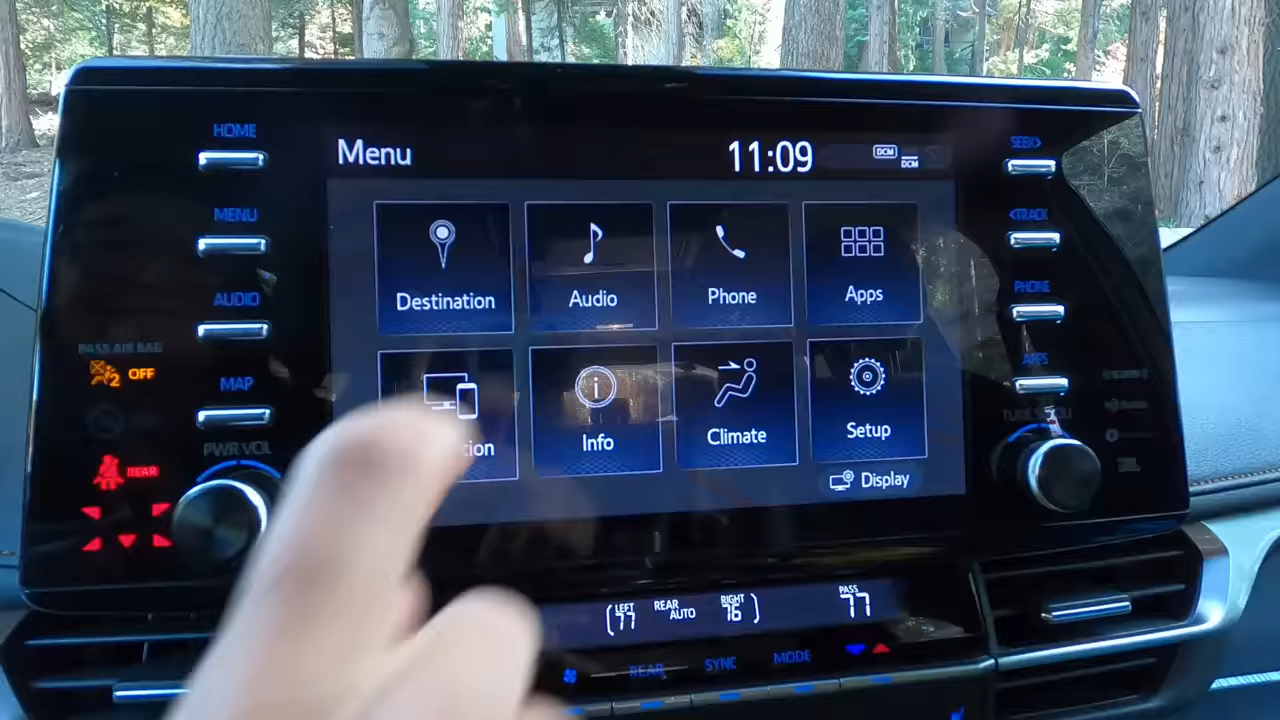 HOME
MENU
AUDIO
MAP
PWR VOL
PASS AIR BAG
OFF
REAR
Menu
11:09
DCM
DCM
Destination
Audio
Phone
Apps
tion
Info
Climate
Setup
Display
SEEK>
<TRACK
PHONE
APPS
LEFT
77
REAR
AUTO
RIGHT
76
PASS
77
REAR
SYNC
MODE